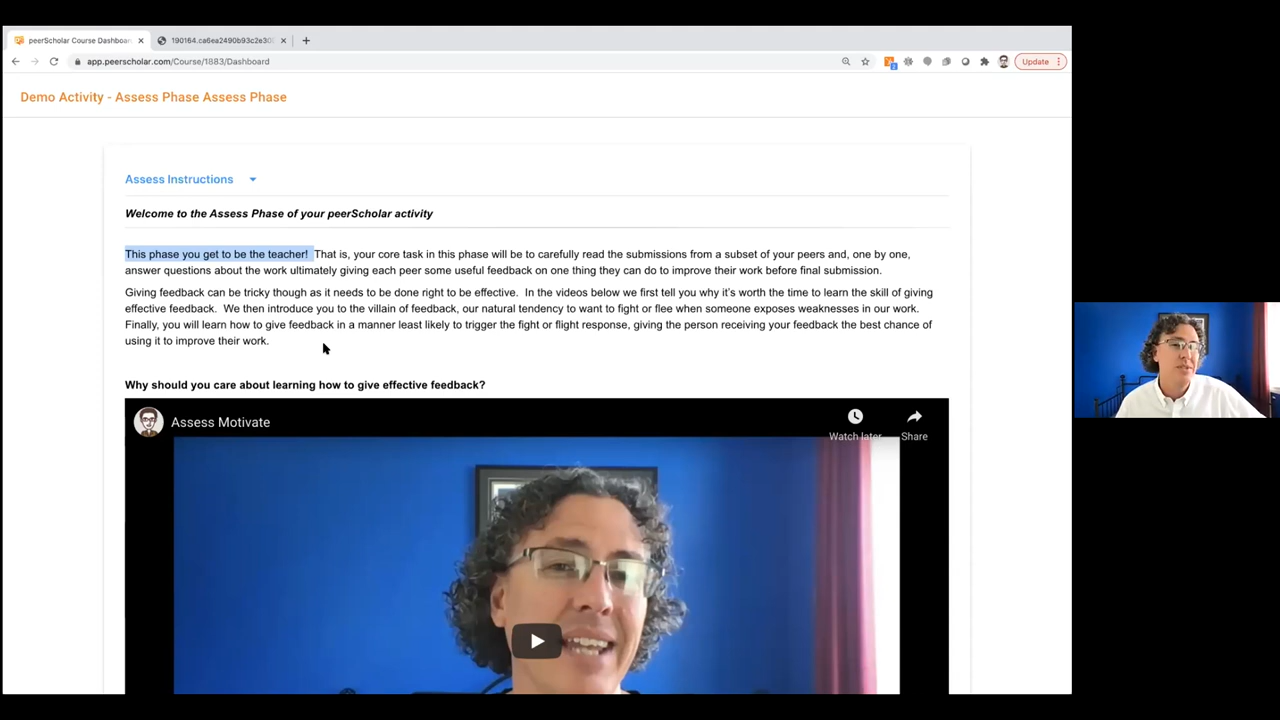 peerScholar Course Dashboar
190164.ca6ea2490b93c2e30
app.peerscholar.com/Course/1883/Dashboard
Update
Demo Activity - Assess Phase Assess Phase
Assess Instructions
Welcome to the Assess Phase of your peerScholar activity
This phase you get to be the teacher! That is, your core task in this phase will be to carefully read the submissions from a subset of your peers and, one by one,
answer questions about the work ultimately giving each peer some useful feedback on one thing they can do to improve their work before final submission.
Giving feedback can be tricky though as it needs to be done right to be effective. In the videos below we first tell you why it's worth the time to learn the skill of giving
effective feedback. We then introduce you to the villain of feedback, our natural tendency to want to fight or flee when someone exposes weaknesses in our work.
Finally, you will learn how to give feedback in a manner least likely to trigger the fight or flight response, giving the person receiving your feedback the best chance of
using it to improve their work.
Why should you care about learning how to give effective feedback?
Assess Motivate
Watch later
Share